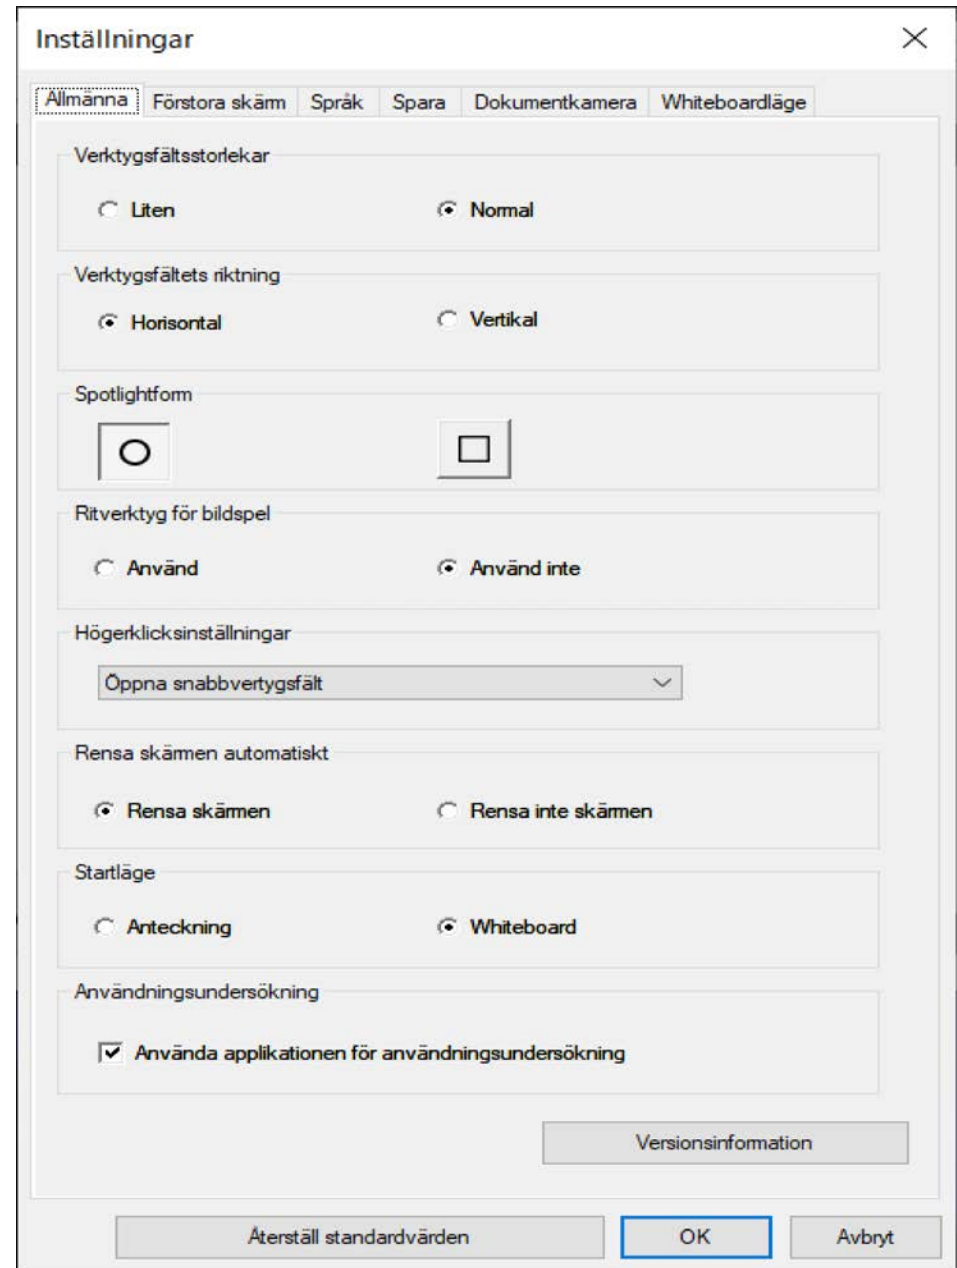 Inställningar
Allmänna Förstora skärm Språk Spara Dokumentkamera Whiteboardläge
Verktygsfältsstorlekar
Liten Normal
Verktygsfältets riktning
Horisontal Vertikal
Spotlightform
Ritverktyg för bildspel
Använd Använd inte
Högerklicksinställningar
Öppna snabbvertygsfält
Rensa skärmen automatiskt
Rensa skärmen Rensa inte skärmen
Startläge
Anteckning Whiteboard
Användningsundersökning
Använda applikationen för användningsundersökning
Versionsinformation
Återställ standardvärden OK Avbryt